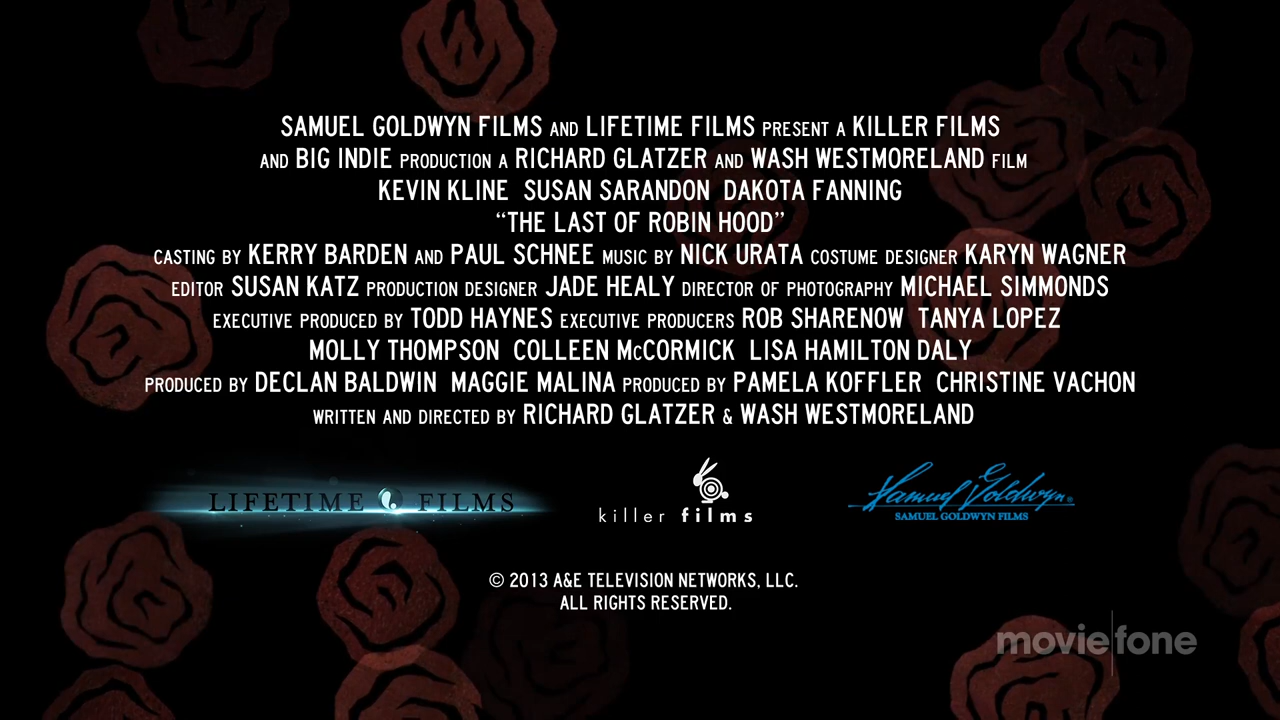 SAMUEL GOLDWYN FILMS AND LIFETIME FILMS PRESENT A KILLER FILMS
AND BIG INDIE PRODUCTION A RICHARD GLATZER AND WASH WESTMORELAND FILM
KEVIN KLINE SUSAN SARANDON DAKOTA FANNING
“THE LAST OF ROBIN HOOD”
CASTING BY KERRY BARDEN AND PAUL SCHNEE MUSIC BY NICK URATA COSTUME DESIGNER KARYN WAGNER
EDITOR SUSAN KATZ PRODUCTION DESIGNER JADE HEALY DIRECTOR OF PHOTOGRAPHY MICHAEL SIMMONDS
EXECUTIVE PRODUCED BY TODD HAYNES EXECUTIVE PRODUCERS ROB SHARENOW TANYA LOPEZ
MOLLY THOMPSON COLLEEN McCORMICK LISA HAMILTON DALY
PRODUCED BY DECLAN BALDWIN MAGGIE MALINA PRODUCED BY PAMELA KOFFLER CHRISTINE VACHON
WRITTEN AND DIRECTED BY RICHARD GLATZER & WASH WESTMORELAND
LIFETIME FILMS
killer films
Samuel Goldwyn®
SAMUEL GOLDWYN FILMS
© 2013 A&E TELEVISION NETWORKS, LLC.
ALL RIGHTS RESERVED.
moviefone